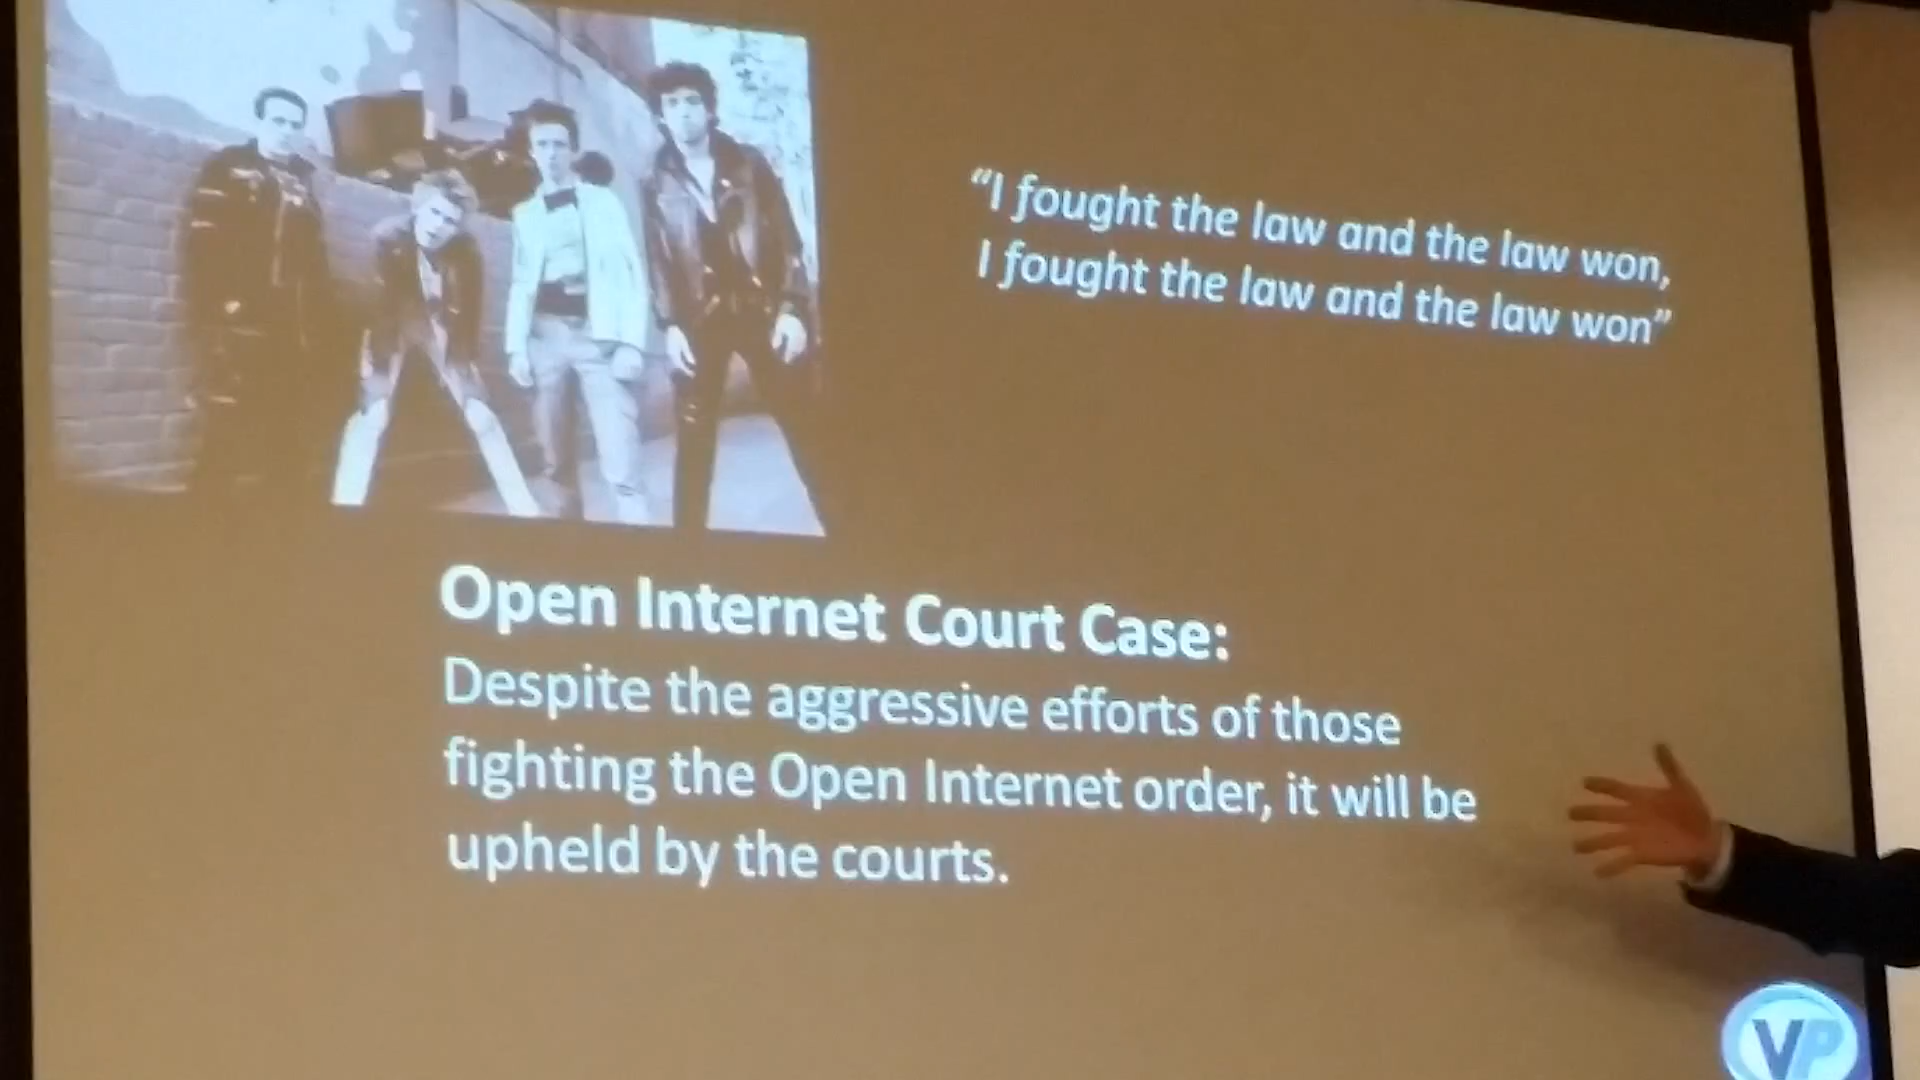 “I fought the law and the law won,
I fought the law and the law won”
Open Internet Court Case:
Despite the aggressive efforts of those
fighting the Open Internet order, it will be
upheld by the courts.
VP